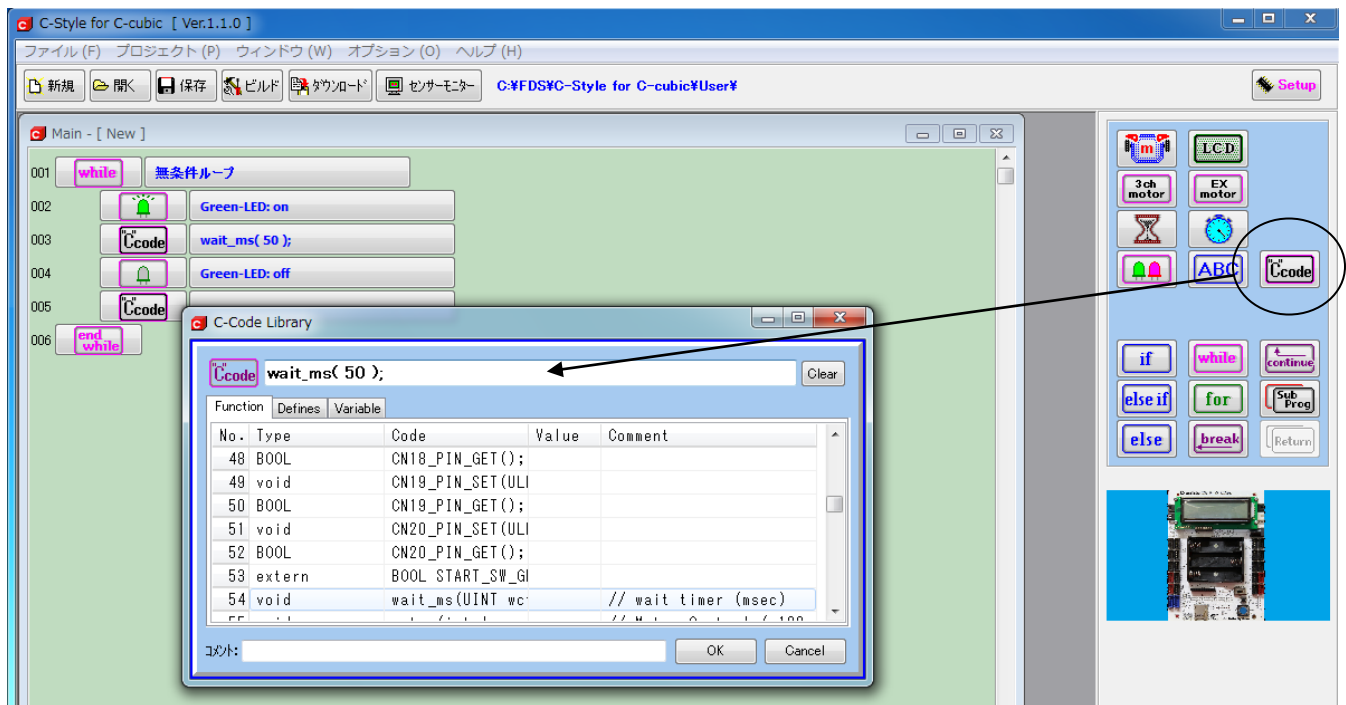 C-Style for C-cubic [ Ver.1.1.0 ]
ファイル (F) プロジェクト (P) ウィンドウ (W) オプション (O) ヘルプ (H)
新規 開く 保存 ビルド ダウンロード センサーモニター C:¥FDS¥C-Style for C-cubic¥User¥ Setup
Main - [ New ]
001 while 無条件ループ
002 Green-LED: on
003 "C"code wait_ms( 50 );
004 Green-LED: off
005 "C"code
006 end while
C-Code Library
"C"code wait_ms( 50 ); Clear
Function Defines Variable
No. Type Code Value Comment
48 BOOL CN18_PIN_GET();
49 void CN19_PIN_SET(ULI
50 BOOL CN19_PIN_GET();
51 void CN20_PIN_SET(ULI
52 BOOL CN20_PIN_GET();
53 extern BOOL START_SW_GI
54 void wait_ms(UINT wc // wait timer (msec)
コメント: OK Cancel
m LCD
3ch motor EX motor
ABC "C"code
if while continue
else if for Sub Prog
else break Return